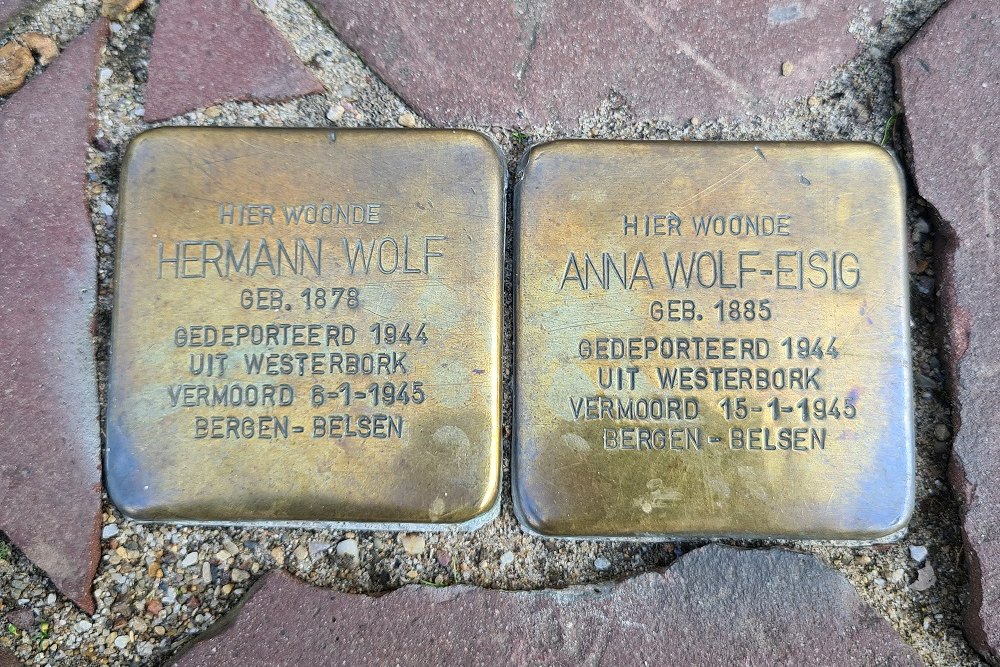 HIER WOONDE
HERMANN WOLF
GEB. 1878
GEDEPORTEERD 1944
UIT WESTERBORK
VERMOORD 6-1-1945
BERGEN-BELSEN
HIER WOONDE
ANNA WOLF-EISIG
GEB. 1885
GEDEPORTEERD 1944
UIT WESTERBORK
VERMOORD 15-1-1945
BERGEN-BELSEN